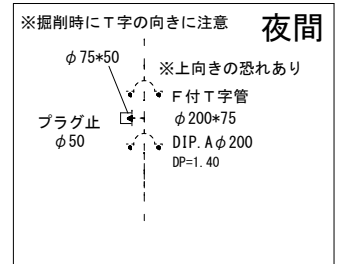 ※掘削時にT字の向きに注意
夜間
φ75*50
※上向きの恐れあり
F付T字管
φ200*75
プラグ止
φ50
DIP.Aφ200
DP=1.40